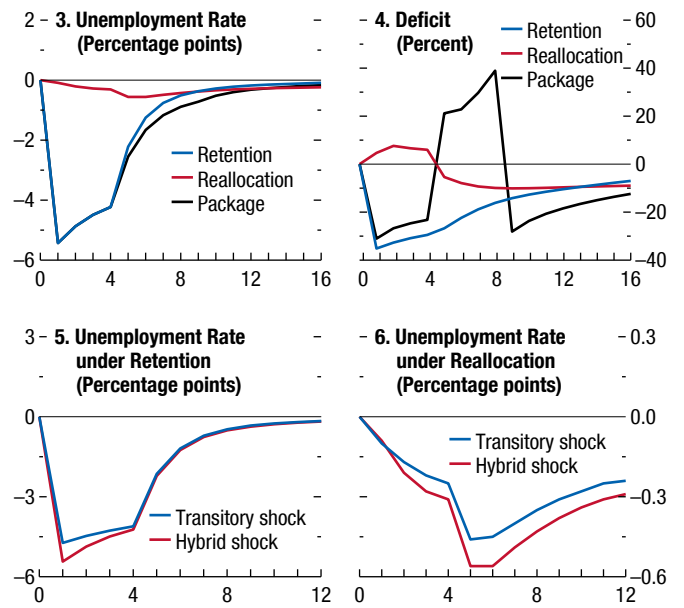 3. Unemployment Rate
(Percentage points)
2
0
–2
–4
–6
Retention
Reallocation
Package
0 4 8 12 16
4. Deficit
(Percent)
Retention
Reallocation
Package
60
40
20
0
–20
–40
0 4 8 12 16
5. Unemployment Rate
under Retention
(Percentage points)
3
0
–3
–6
Transitory shock
Hybrid shock
0 4 8 12
6. Unemployment Rate
under Reallocation
(Percentage points)
0.3
0.0
–0.3
–0.6
Transitory shock
Hybrid shock
0 4 8 12